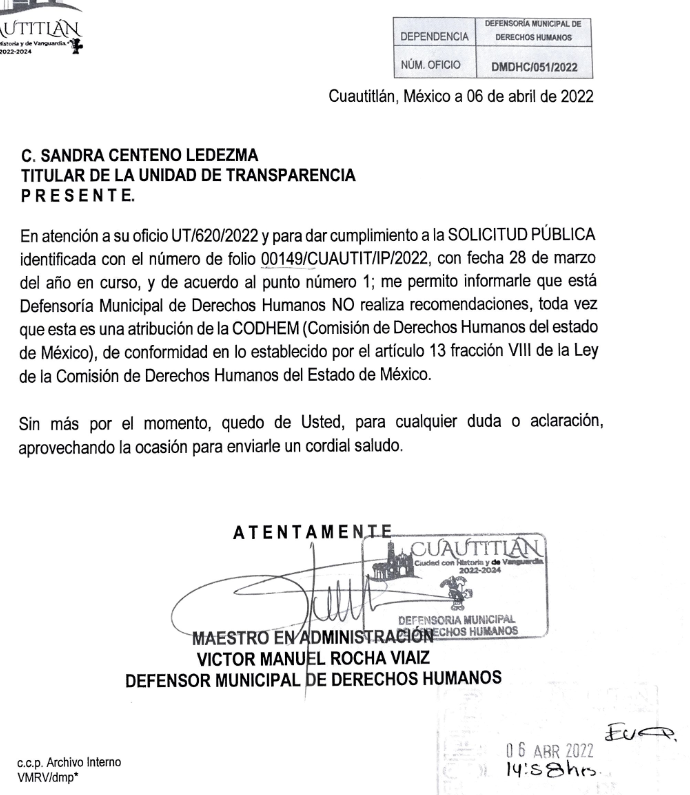 AUTITLÁN
Historia y de Vanguardia
2022-2024
DEPENDENCIA
DEFENSORÍA MUNICIPAL DE
DERECHOS HUMANOS
NÚM. OFICIO
DMDHC/051/2022
Cuautitlán, México a 06 de abril de 2022
C. SANDRA CENTENO LEDEZMA
TITULAR DE LA UNIDAD DE TRANSPARENCIA
P R E S E N T E.
En atención a su oficio UT/620/2022 y para dar cumplimiento a la SOLICITUD PÚBLICA
identificada con el número de folio 00149/CUAUTIT/IP/2022, con fecha 28 de marzo
del año en curso, y de acuerdo al punto número 1; me permito informarle que está
Defensoría Municipal de Derechos Humanos NO realiza recomendaciones, toda vez
que esta es una atribución de la CODHEM (Comisión de Derechos Humanos del estado
de México), de conformidad en lo establecido por el artículo 13 fracción VIII de la Ley
de la Comisión de Derechos Humanos del Estado de México.
Sin más por el momento, quedo de Usted, para cualquier duda o aclaración,
aprovechando la ocasión para enviarle un cordial saludo.
A T E N T A M E N T E
CUAUTITLÁN
Ciudad con Historia y de Vanguardia
2022-2024
DEFENSORIA MUNICIPAL
DE DERECHOS HUMANOS
MAESTRO EN ADMINISTRACIÓN
VICTOR MANUEL ROCHA VIAIZ
DEFENSOR MUNICIPAL DE DERECHOS HUMANOS
06 ABR 2022
14:58hrs.
c.c.p. Archivo Interno
VMRV/dmp*